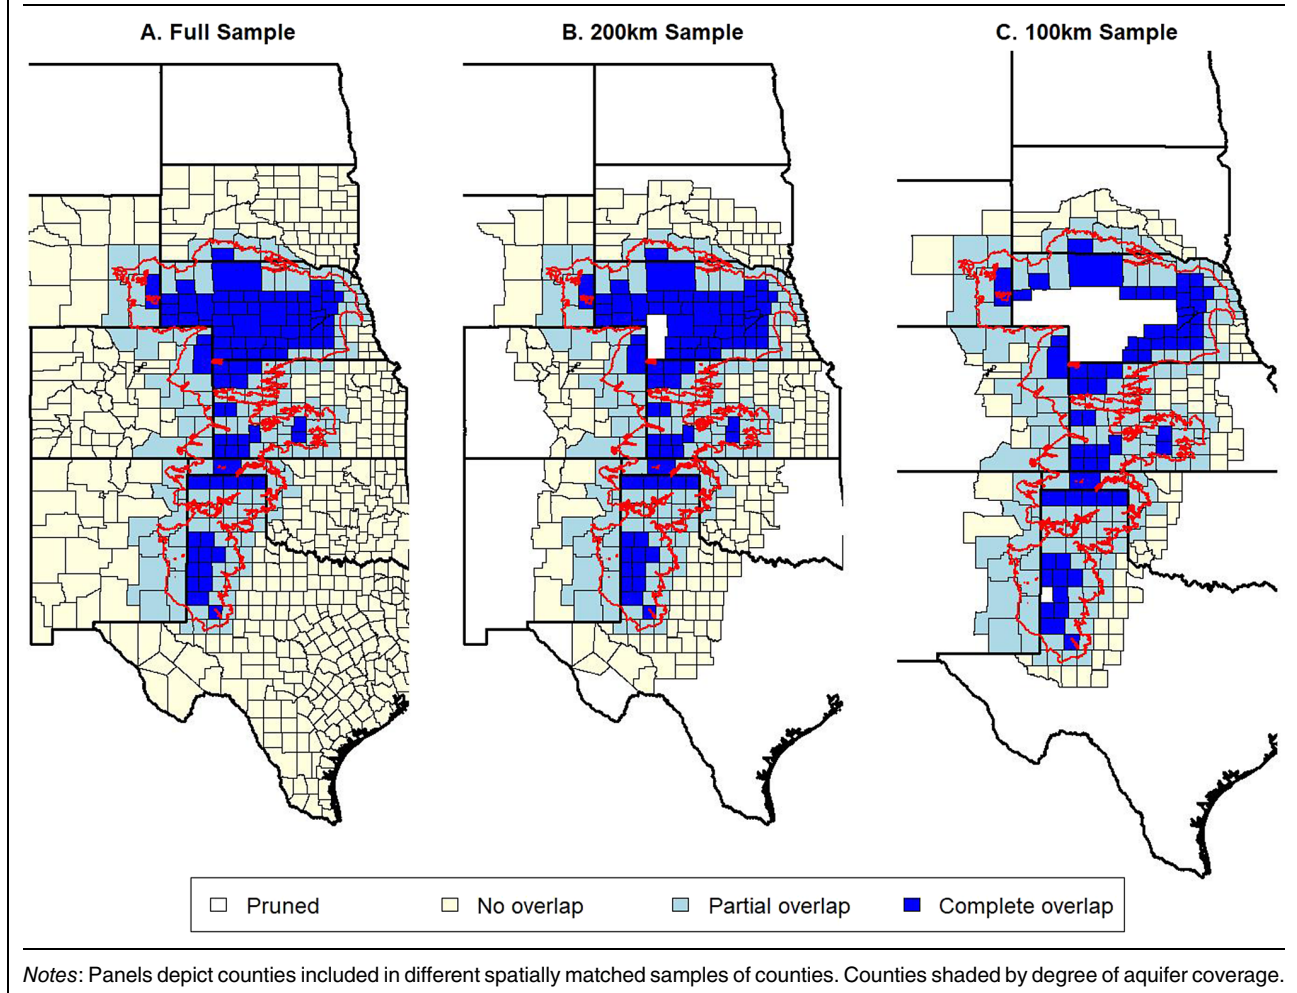 A. Full Sample
B. 200km Sample
C. 100km Sample
Pruned
No overlap
Partial overlap
Complete overlap
Notes: Panels depict counties included in different spatially matched samples of counties. Counties shaded by degree of aquifer coverage.